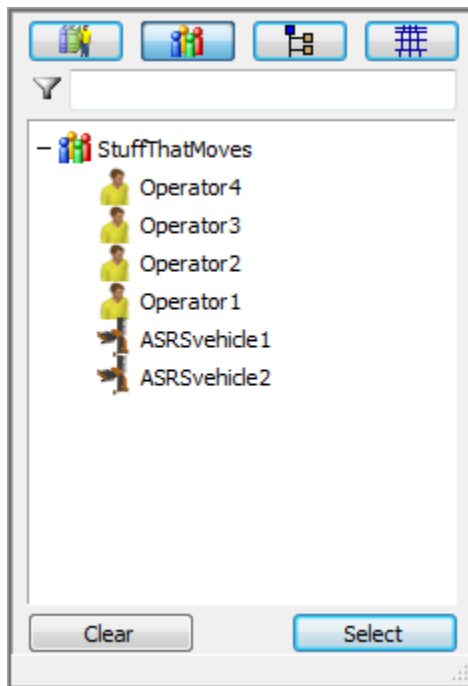 StuffThatMoves
Operator4
Operator3
Operator2
Operator1
ASRSvehicle1
ASRSvehicle2
Clear
Select